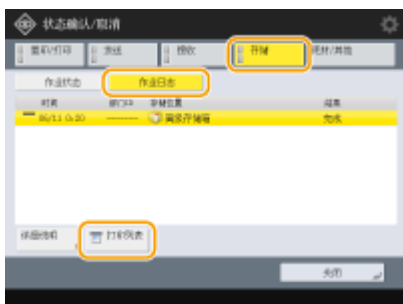 状态确认/取消
复印/打印 发送 接收 存储 耗材/其他
作业状态 作业日志
时间 部门ID 存储位置 结果
06/11 0:20 -------- 高级存储箱 完成
详细信息 打印列表
关闭